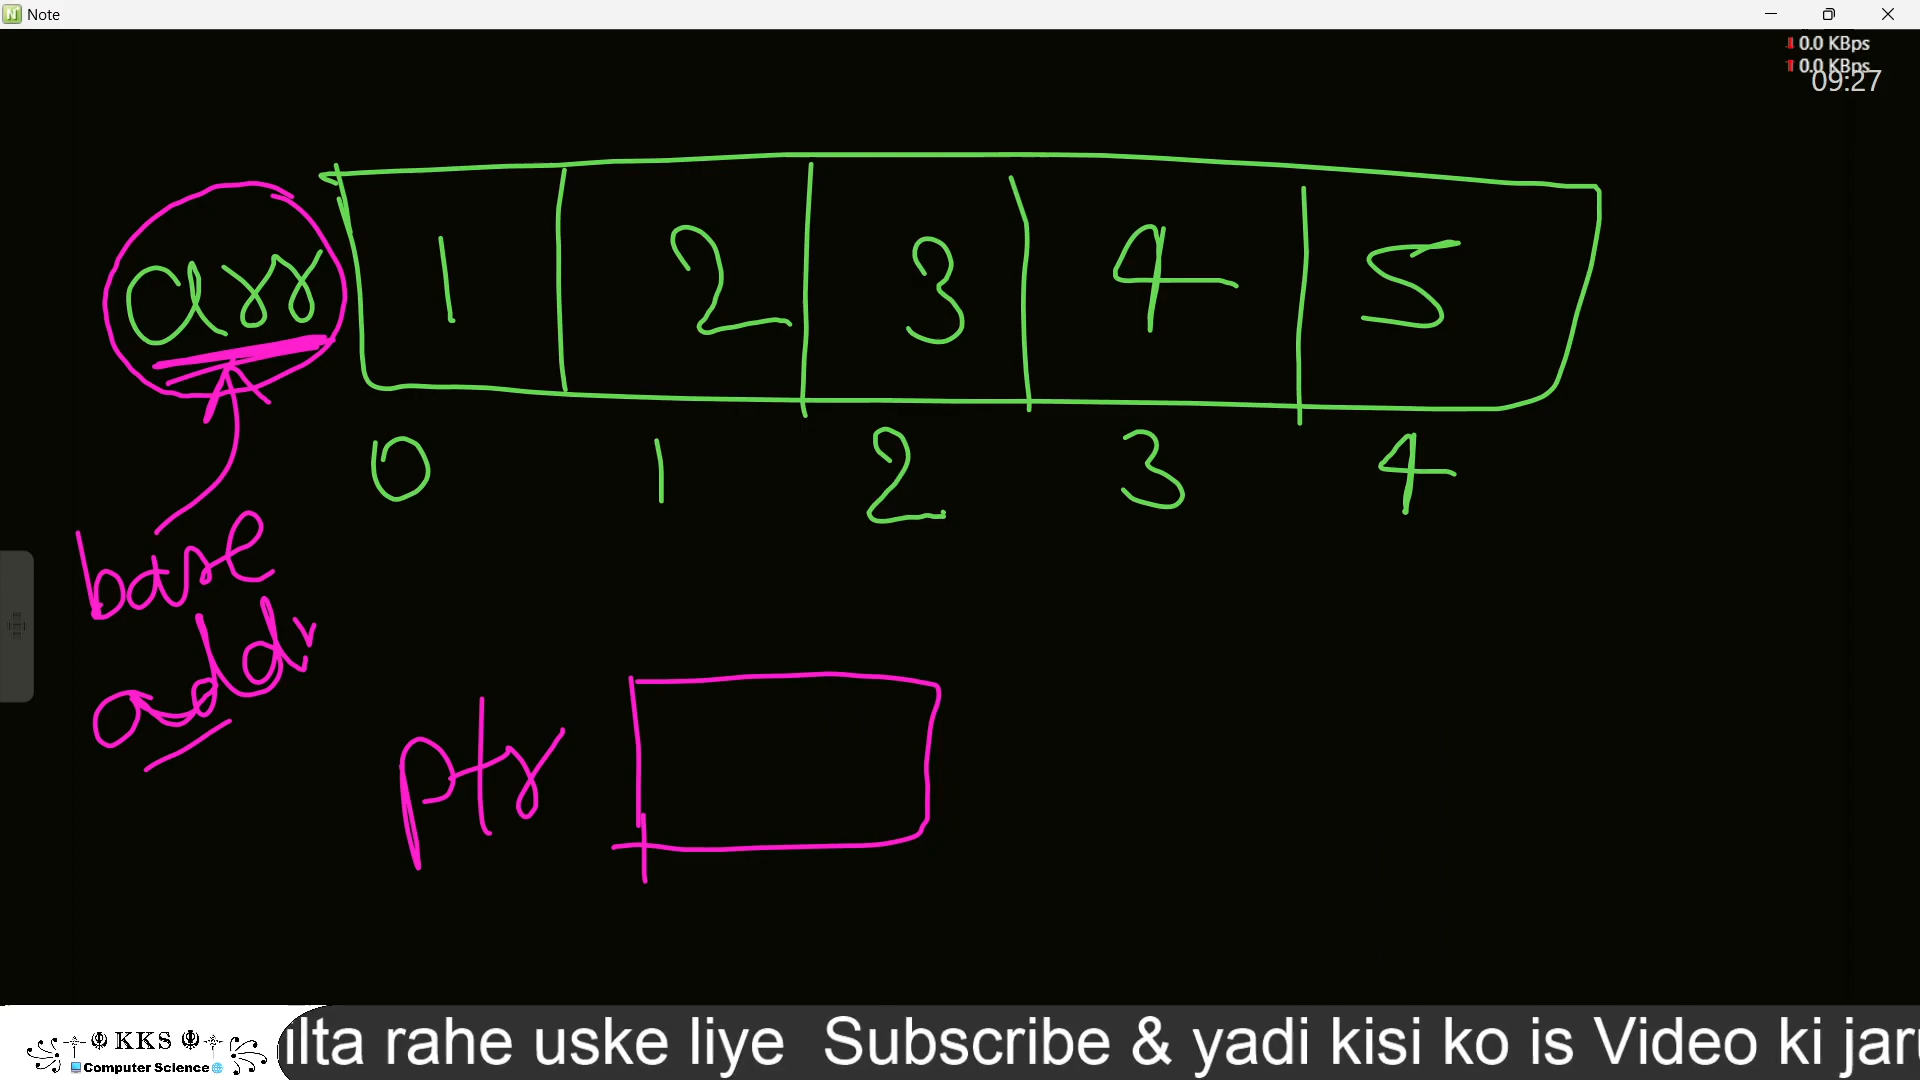 Note
0.0 KBps
0.0 KBps
09:27
arr 1 2 3 4 5
0 1 2 3 4
base
addr
ptr
KKS
Computer Science
ilta rahe uske liye Subscribe & yadi kisi ko is Video ki jaru